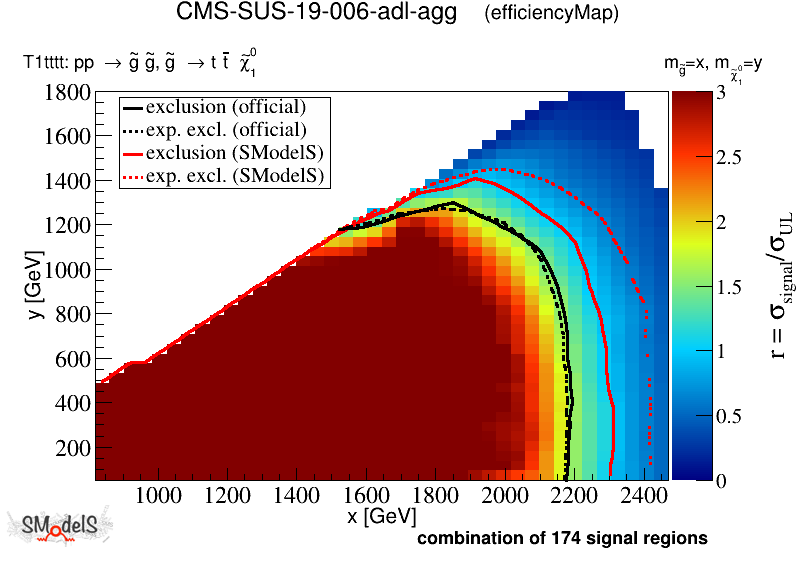 CMS-SUS-19-006-adl-agg (efficiencyMap)
T1tttt: pp → g̃ g̃, g̃ → t t̄ χ̃₁⁰
m_g̃=x, m_χ̃₁⁰=y
exclusion (official)
exp. excl. (official)
exclusion (SModelS)
exp. excl. (SModelS)
1800
1600
1400
1200
1000
800
600
400
200
y [GeV]
1000 1200 1400 1600 1800 2000 2200 2400
x [GeV]
3
2.5
2
1.5
1
0.5
0
r = σ_signal/σ_UL
SModelS
combination of 174 signal regions